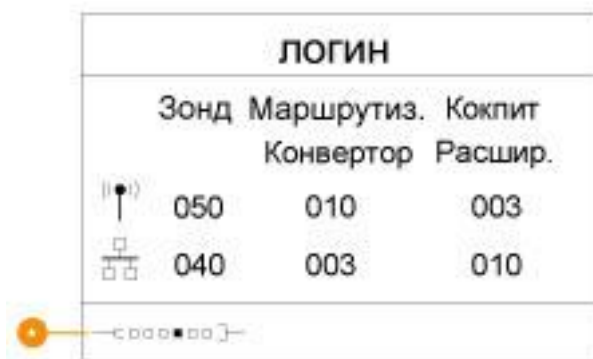 ЛОГИН
Зонд Маршрутиз. Кокпит
Конвертор Расшир.
050 010 003
040 003 010